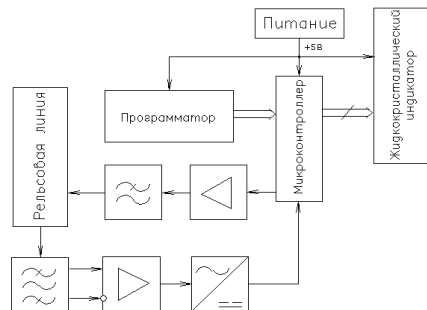 Питание
+5В
Жидкокристаллический
индикатор
Программатор
Микроконтроллер
Рельсовая линия